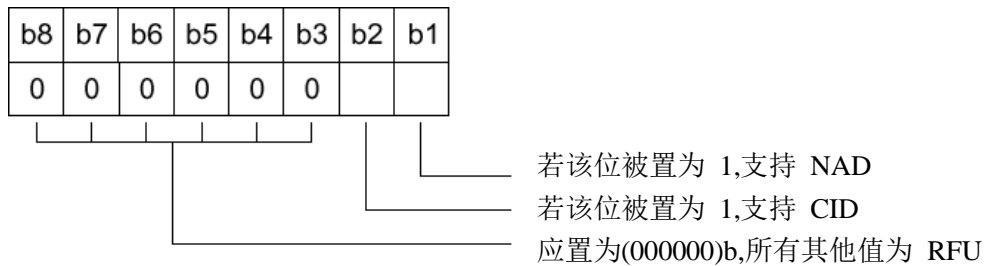 b8 b7 b6 b5 b4 b3 b2 b1
0 0 0 0 0 0
若该位被置为 1,支持 NAD
若该位被置为 1,支持 CID
应置为(000000)b,所有其他值为 RFU